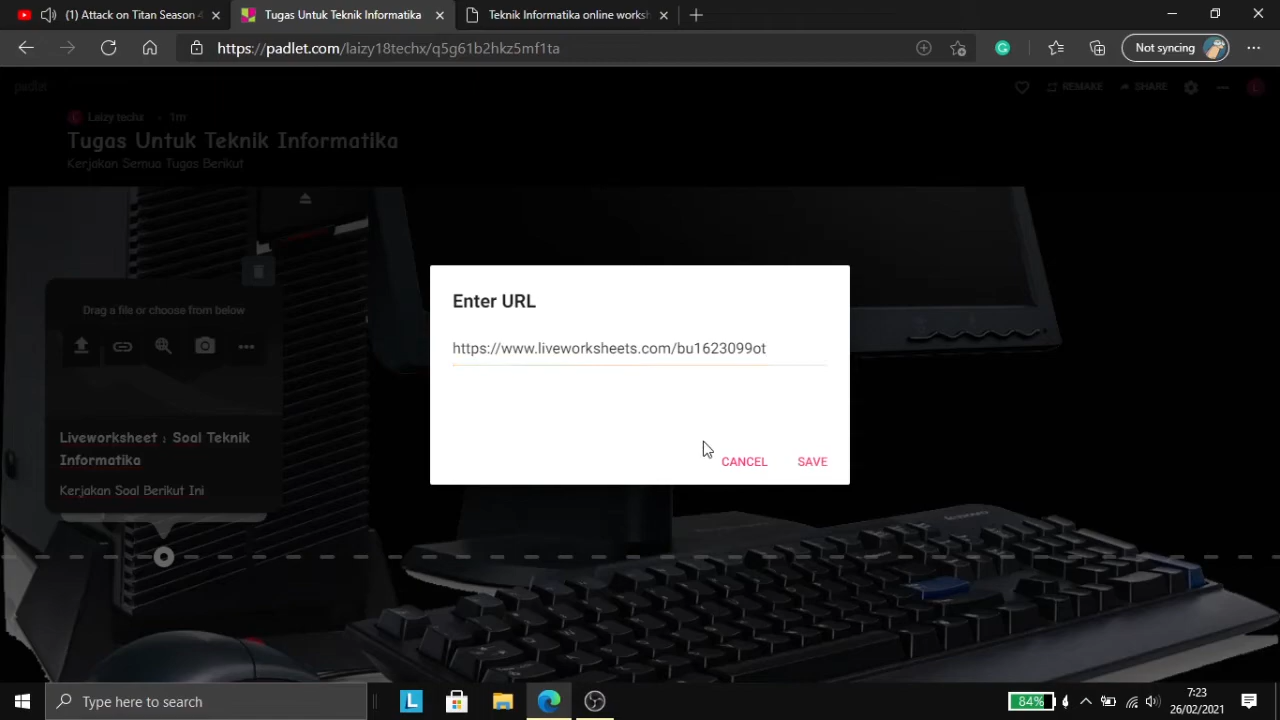 (1) Attack on Titan Season 4
Tugas Untuk Teknik Informatika
Teknik Informatika online worksh
https://padlet.com/laizy18techx/q5g61b2hkz5mf1ta
Not syncing
padlet
REMAKE
SHARE
L
L
Laizy techx • 1m
Tugas Untuk Teknik Informatika
Kerjakan Semua Tugas Berikut
Drag a file or choose from below
Liveworksheet : Soal Teknik
Informatika
Kerjakan Soal Berikut Ini
Enter URL
https://www.liveworksheets.com/bu1623099ot
CANCEL
SAVE
Lenovo
Type here to search
L
84%
7:23
26/02/2021